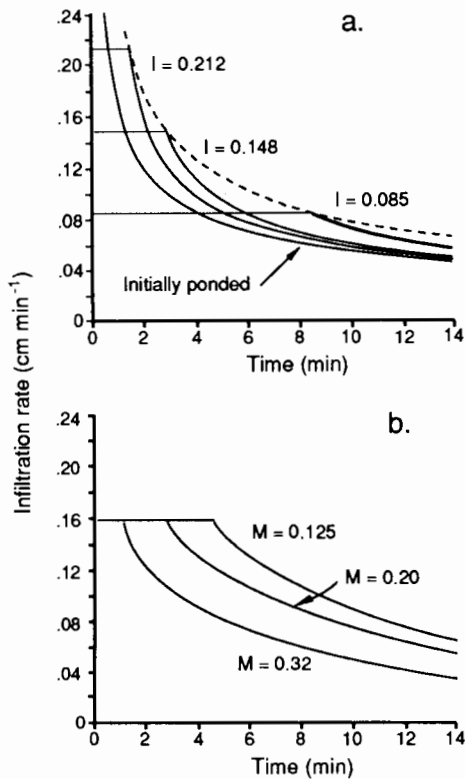 a.
.24
.20
.16
.12
.08
.04
0
I = 0.212
I = 0.148
I = 0.085
Initially ponded
0 2 4 6 8 10 12 14
Time (min)
Infiltration rate (cm min⁻¹)
b.
.24
.20
.16
.12
.08
.04
0
M = 0.125
M = 0.20
M = 0.32
0 2 4 6 8 10 12 14
Time (min)